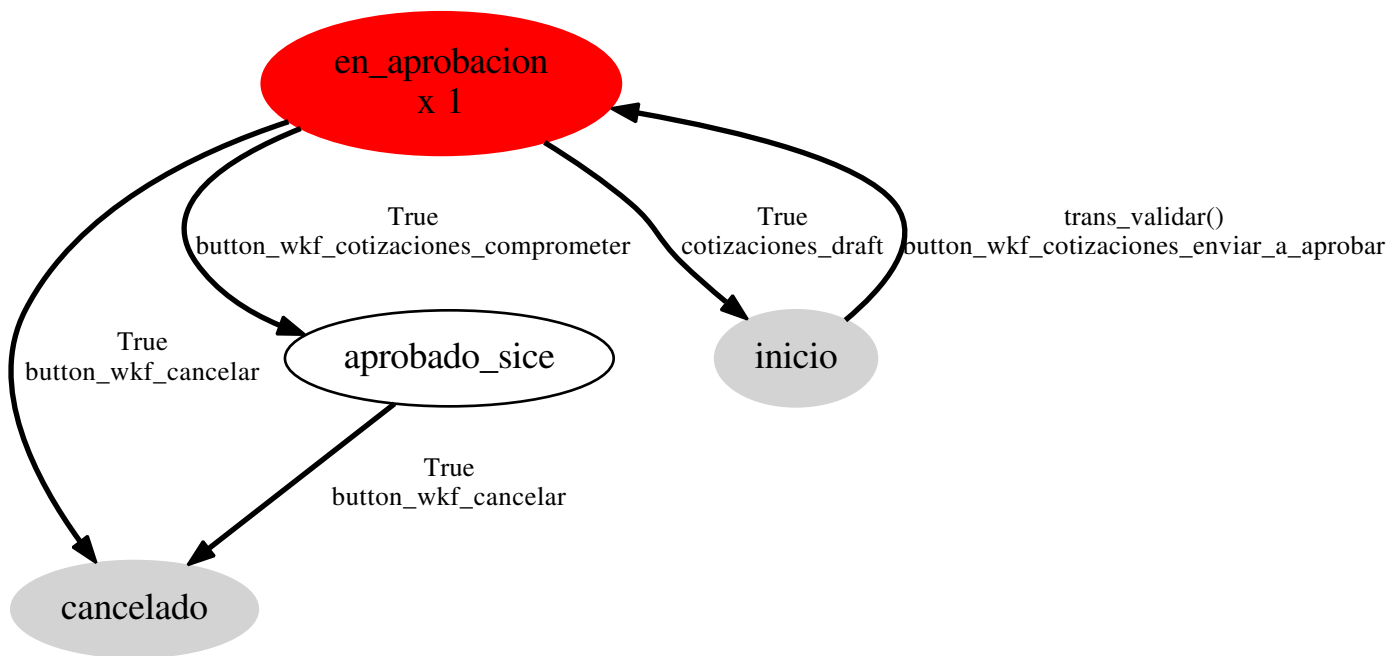 en_aprobacion
x 1
True
button_wkf_cotizaciones_comprometer
True
cotizaciones_draft
trans_validar()
button_wkf_cotizaciones_enviar_a_aprobar
True
button_wkf_cancelar
aprobado_sice
inicio
True
button_wkf_cancelar
cancelado